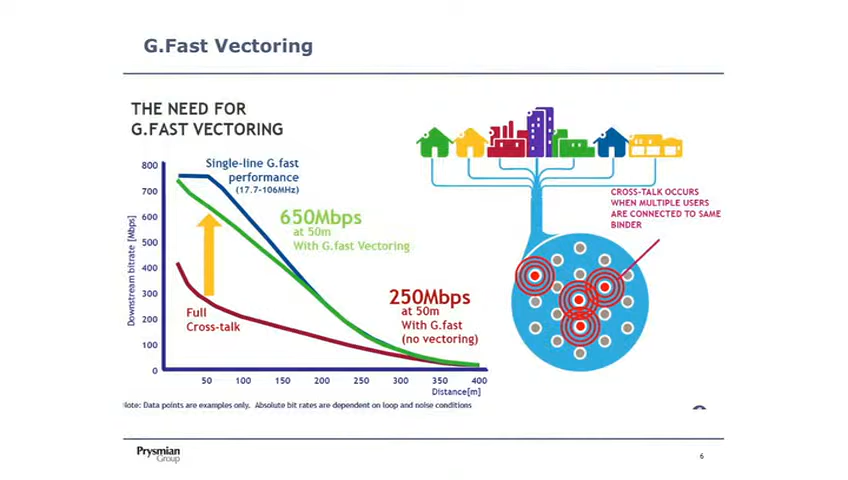 G.Fast Vectoring
THE NEED FOR
G.FAST VECTORING
800
700
600
500
400
300
200
100
0
Downstream bitrate [Mbps]
Single-line G.fast
performance
(17.7-106MHz)
650Mbps
at 50m
With G.fast Vectoring
250Mbps
at 50m
With G.fast
(no vectoring)
Full
Cross-talk
50 100 150 200 250 300 350 400
Distance[m]
CROSS-TALK OCCURS
WHEN MULTIPLE USERS
ARE CONNECTED TO SAME
BINDER
lote: Data points are examples only. Absolute bit rates are dependent on loop and noise conditions
Prysmian
Group
6